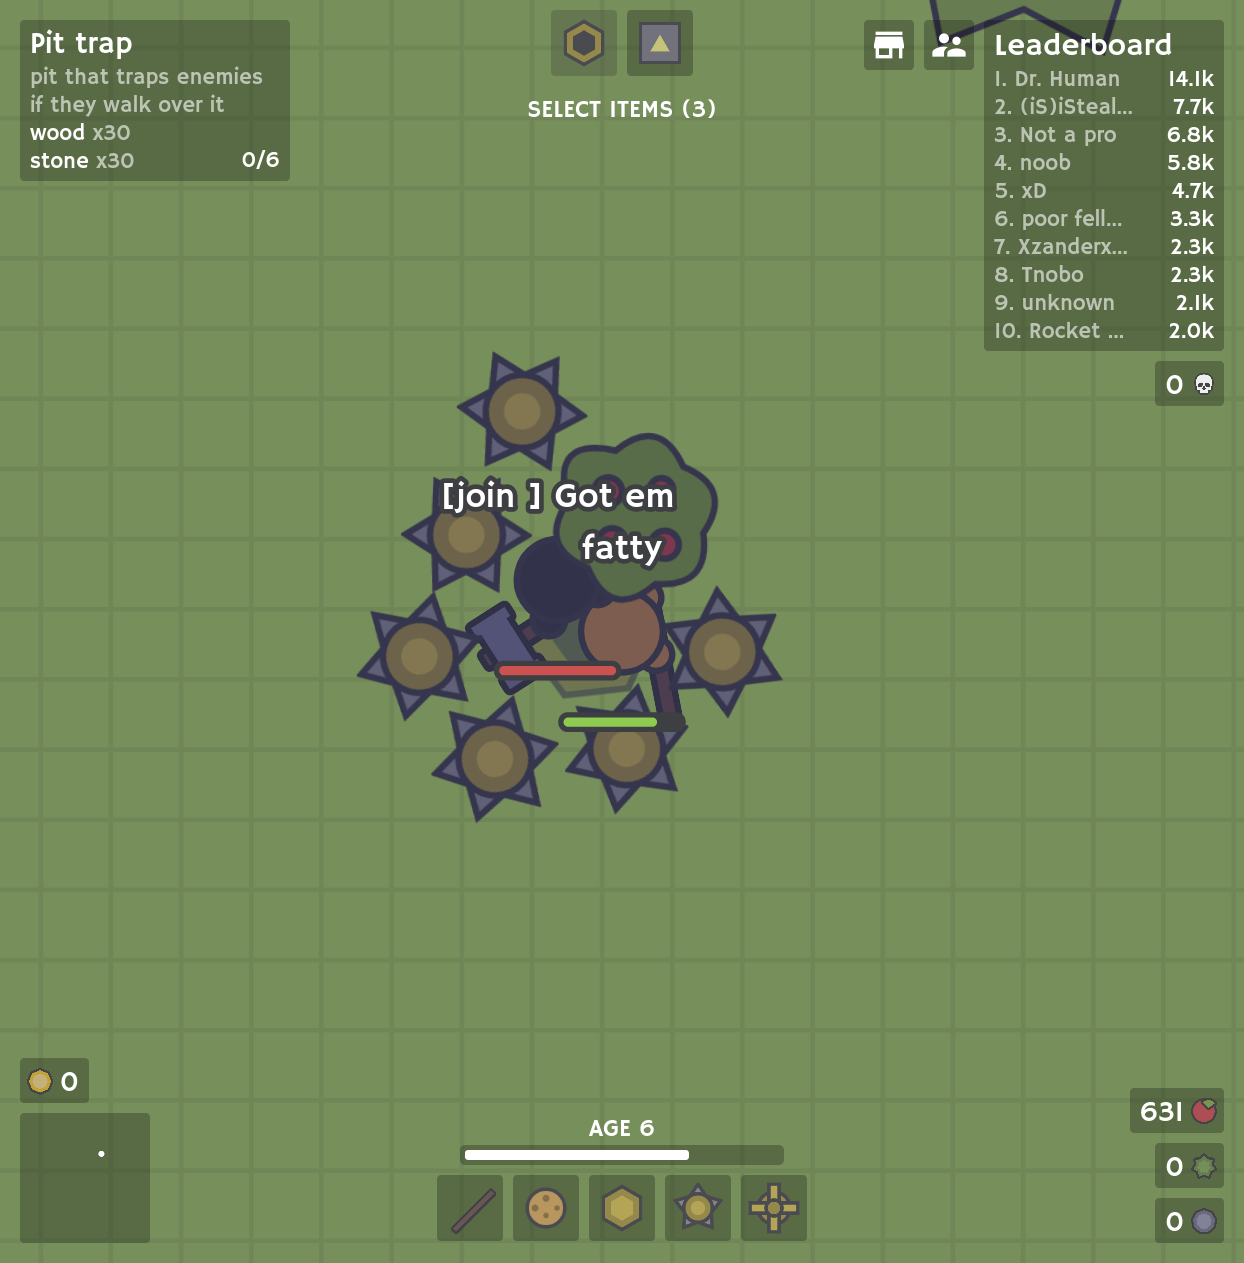 Pit trap
pit that traps enemies
if they walk over it
wood x30
stone x30 0/6
SELECT ITEMS (3)
Leaderboard
1. Dr. Human 14.1k
2. (iS)iSteal... 7.7k
3. Not a pro 6.8k
4. noob 5.8k
5. xD 4.7k
6. poor fell... 3.3k
7. Xzanderx... 2.3k
8. Tnobo 2.3k
9. unknown 2.1k
10. Rocket ... 2.0k
0
[join ] Got em
fatty
0
AGE 6
631
0
0